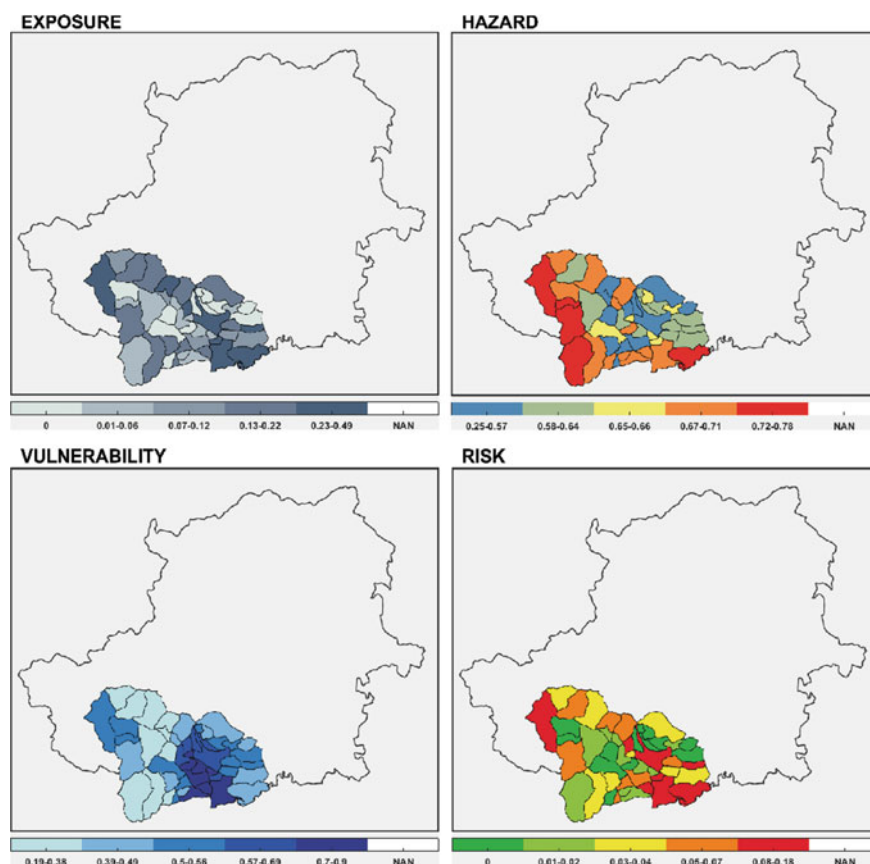 EXPOSURE
HAZARD
0 0.01-0.06 0.07-0.12 0.13-0.22 0.23-0.49 NAN
0.25-0.57 0.58-0.64 0.65-0.66 0.67-0.71 0.72-0.78 NAN
VULNERABILITY
RISK
0.19-0.38 0.39-0.49 0.5-0.56 0.57-0.69 0.7-0.9 NAN
0 0.01-0.02 0.03-0.04 0.05-0.07 0.08-0.18 NAN